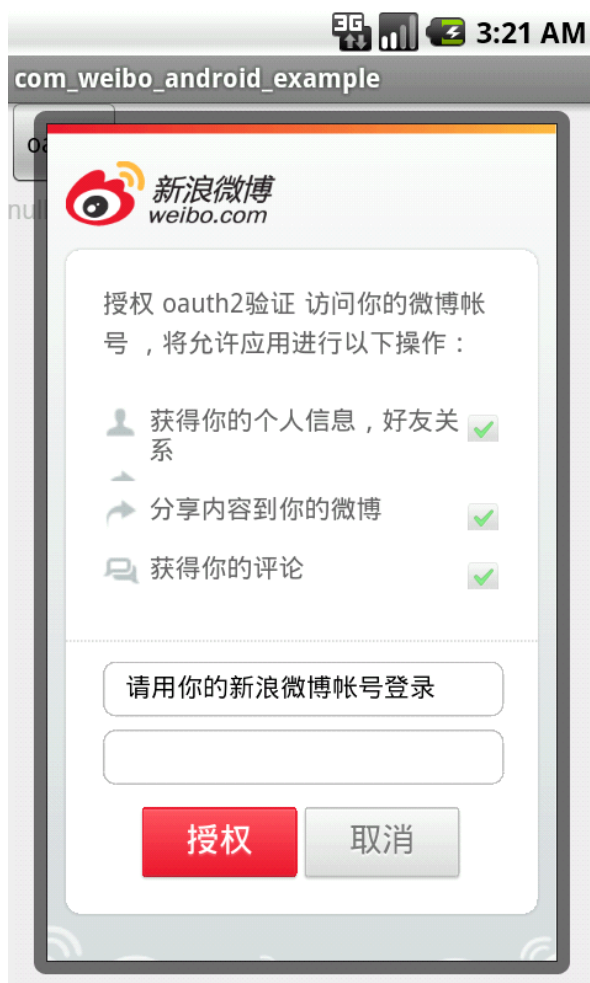 3G
3:21 AM
com_weibo_android_example
oa
null
新浪微博
weibo.com
授权 oauth2验证 访问你的微博帐
号 ，将允许应用进行以下操作：
获得你的个人信息，好友关
系
分享内容到你的微博
获得你的评论
请用你的新浪微博帐号登录
授权
取消